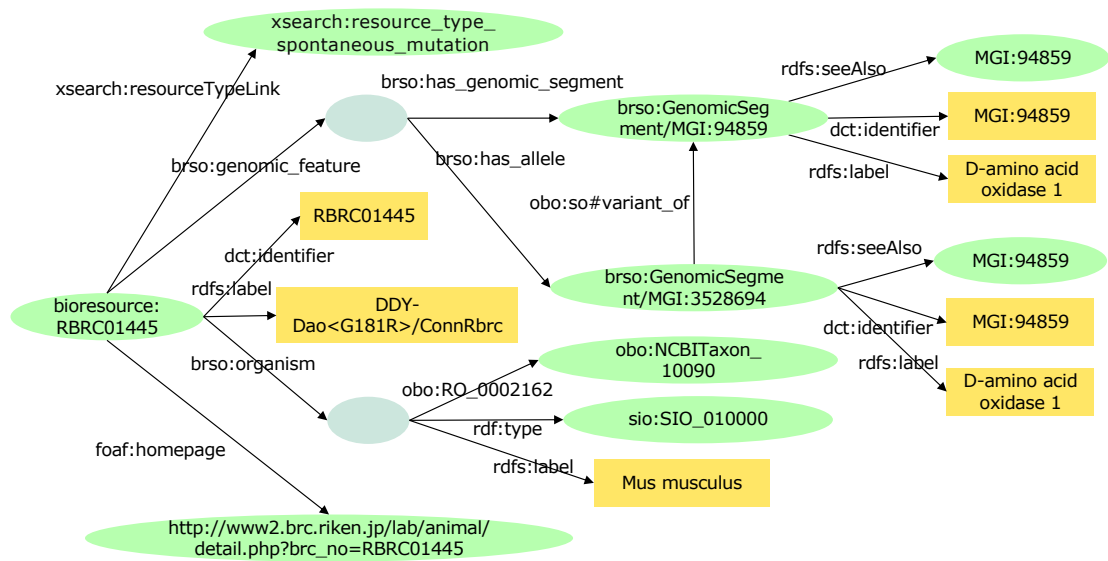 xsearch:resource_type_
spontaneous_mutation
xsearch:resourceTypeLink
brso:has_genomic_segment
rdfs:seeAlso
MGI:94859
brso:GenomicSeg
ment/MGI:94859
dct:identifier
MGI:94859
brso:genomic_feature
brso:has_allele
rdfs:label
D-amino acid
oxidase 1
obo:so#variant_of
RBRC01445
dct:identifier
rdfs:seeAlso
MGI:94859
brso:GenomicSegme
nt/MGI:3528694
rdfs:label
bioresource:
RBRC01445
DDY-
Dao<G181R>/ConnRbrc
dct:identifier
MGI:94859
brso:organism
obo:NCBITaxon_
10090
rdfs:label
D-amino acid
oxidase 1
obo:RO_0002162
rdf:type
sio:SIO_010000
foaf:homepage
rdfs:label
Mus musculus
http://www2.brc.riken.jp/lab/animal/
detail.php?brc_no=RBRC01445